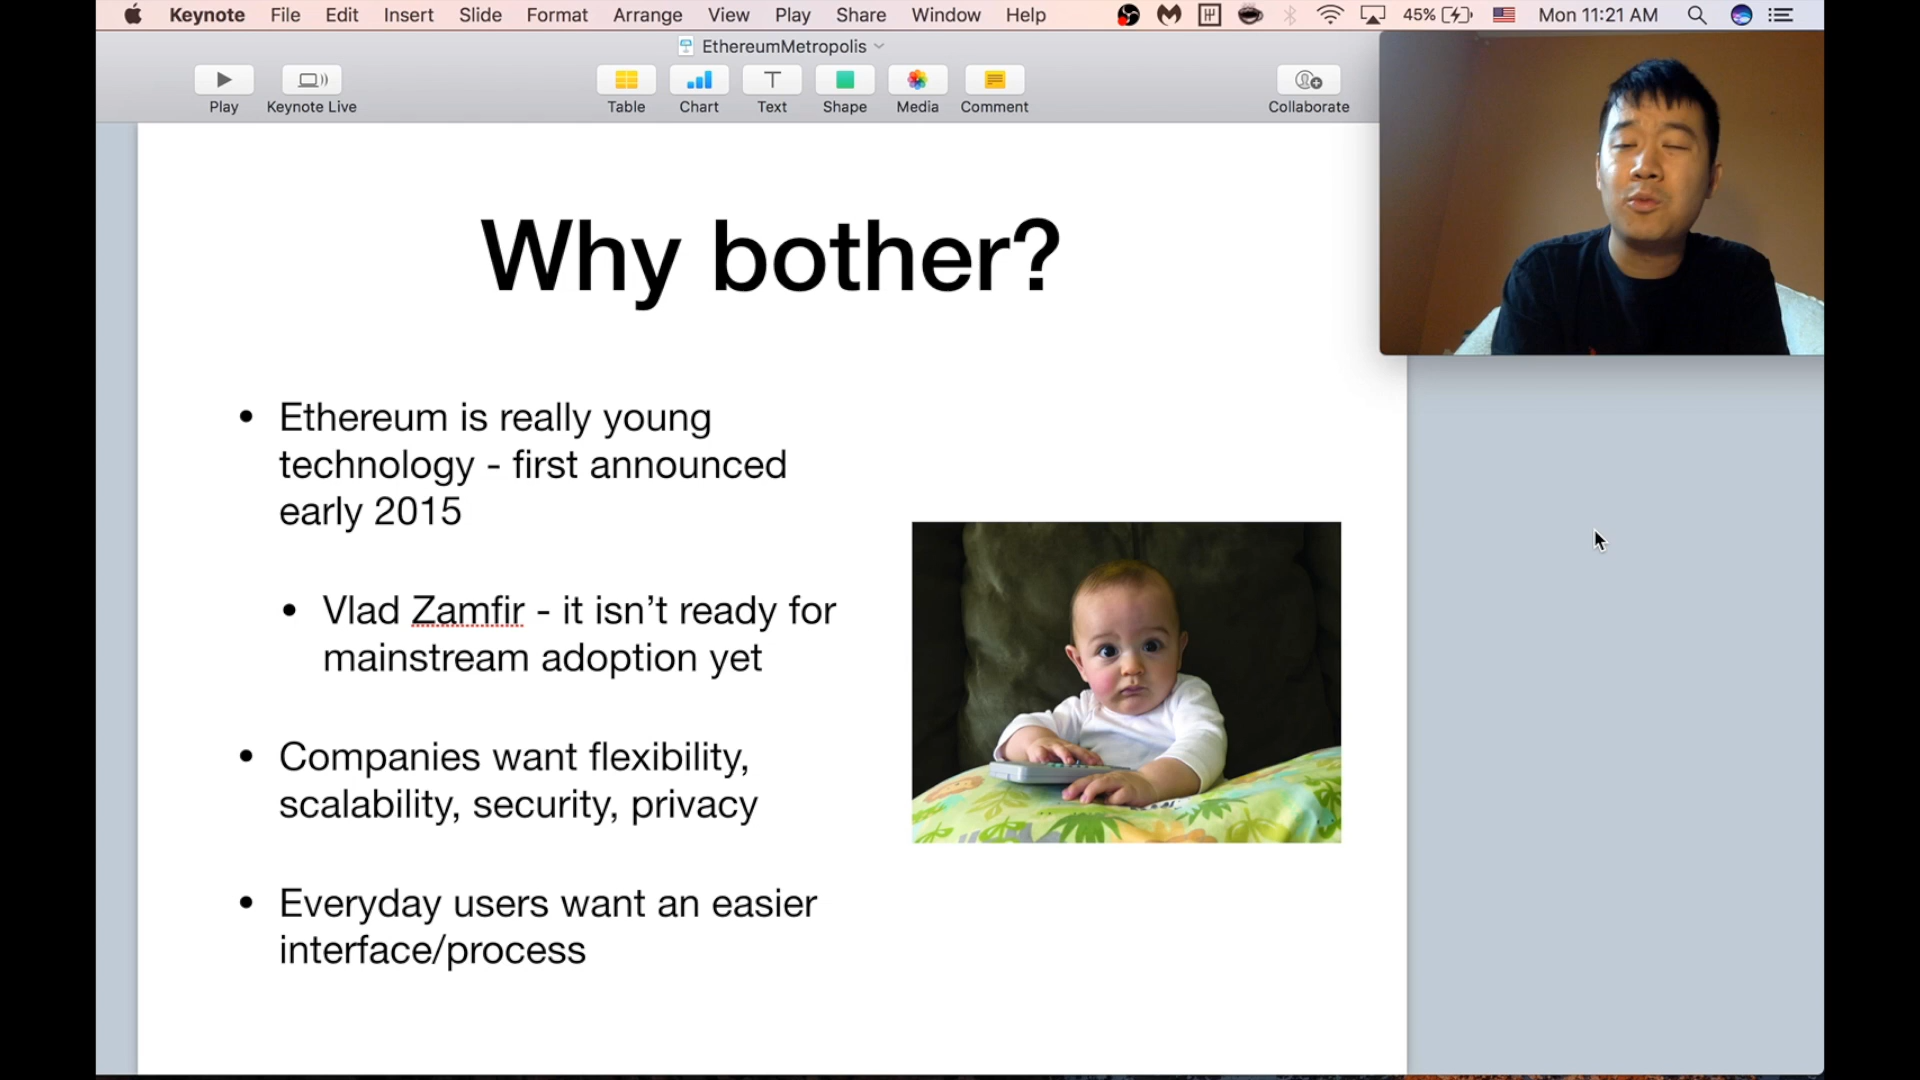 Keynote File Edit Insert Slide Format Arrange View Play Share Window Help 45% Mon 11:21 AM
EthereumMetropolis
Play Keynote Live Table Chart Text Shape Media Comment Collaborate
Why bother?
• Ethereum is really young
technology - first announced
early 2015
• Vlad Zamfir - it isn’t ready for
mainstream adoption yet
• Companies want flexibility,
scalability, security, privacy
• Everyday users want an easier
interface/process